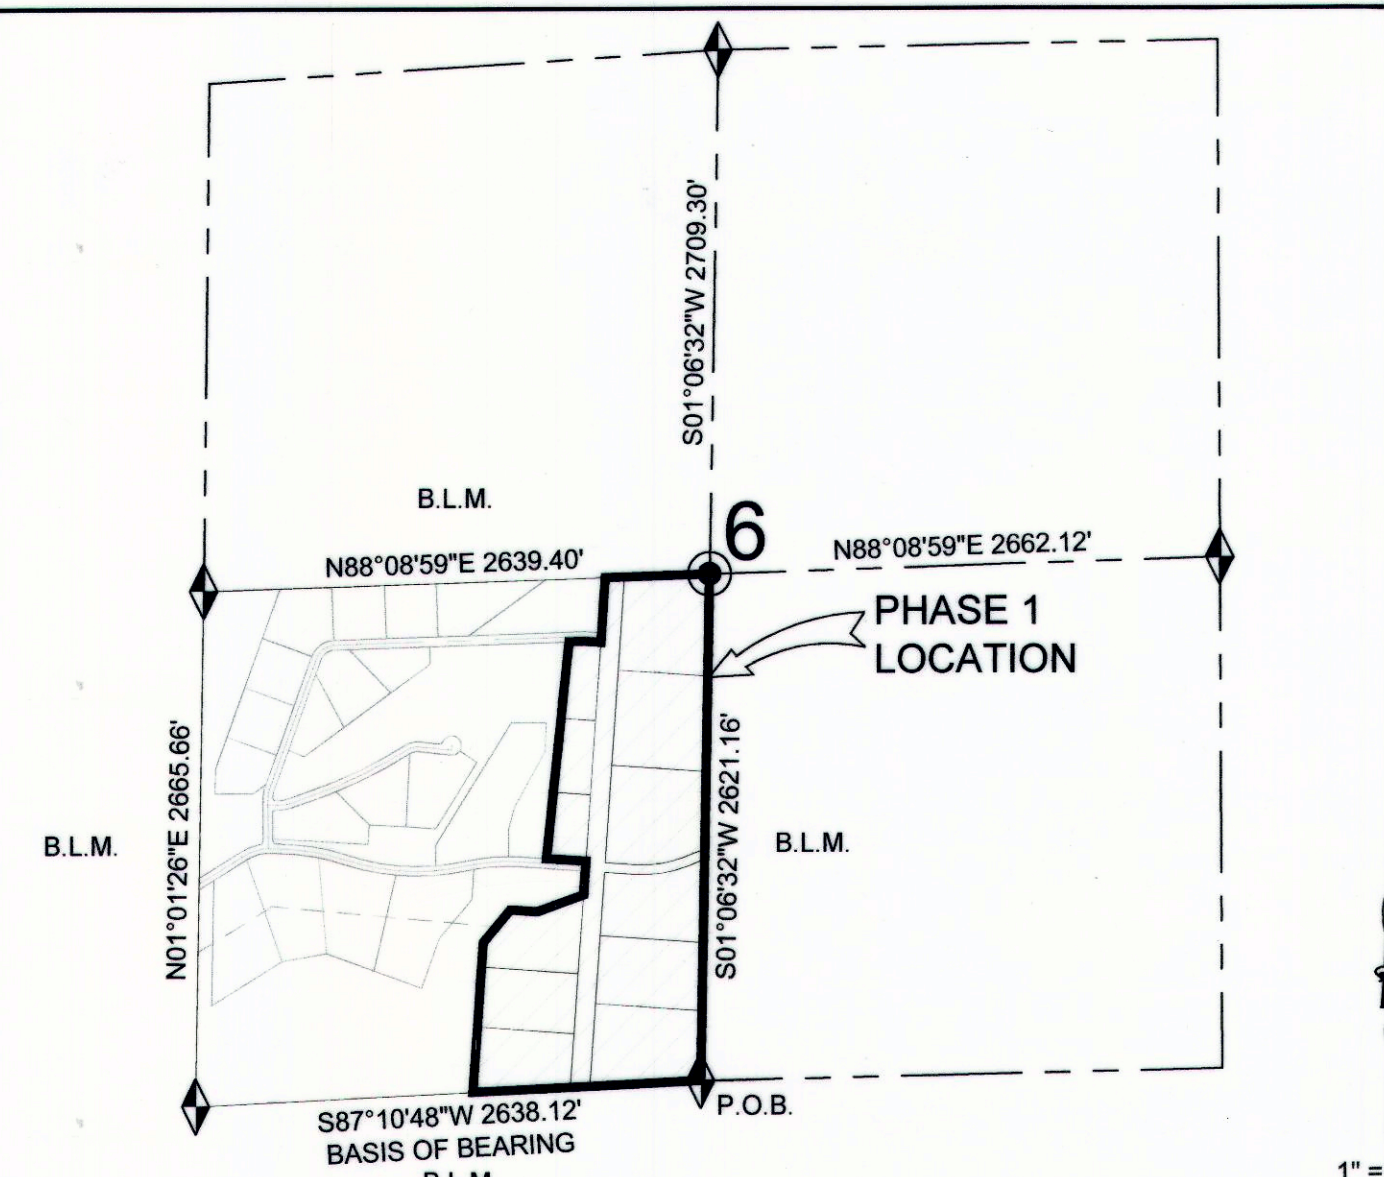 S01°06'32"W 2709.30'
B.L.M.
6
N88°08'59"E 2639.40'
N88°08'59"E 2662.12'
PHASE 1
LOCATION
N01°01'26"E 2665.66'
S01°06'32"W 2621.16'
B.L.M.
B.L.M.
P.O.B.
S87°10'48"W 2638.12'
BASIS OF BEARING
B.L.M.
1" =